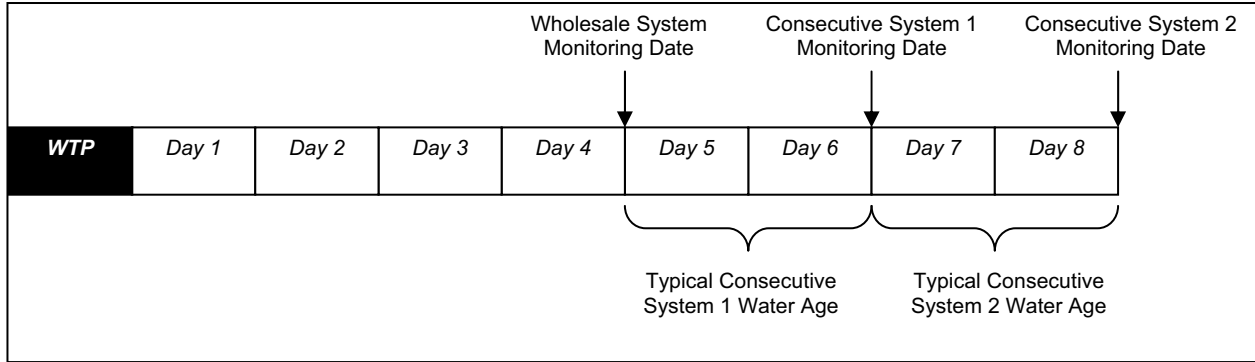 Wholesale System
Monitoring Date
Consecutive System 1
Monitoring Date
Consecutive System 2
Monitoring Date
WTP
Day 1
Day 2
Day 3
Day 4
Day 5
Day 6
Day 7
Day 8
Typical Consecutive
System 1 Water Age
Typical Consecutive
System 2 Water Age